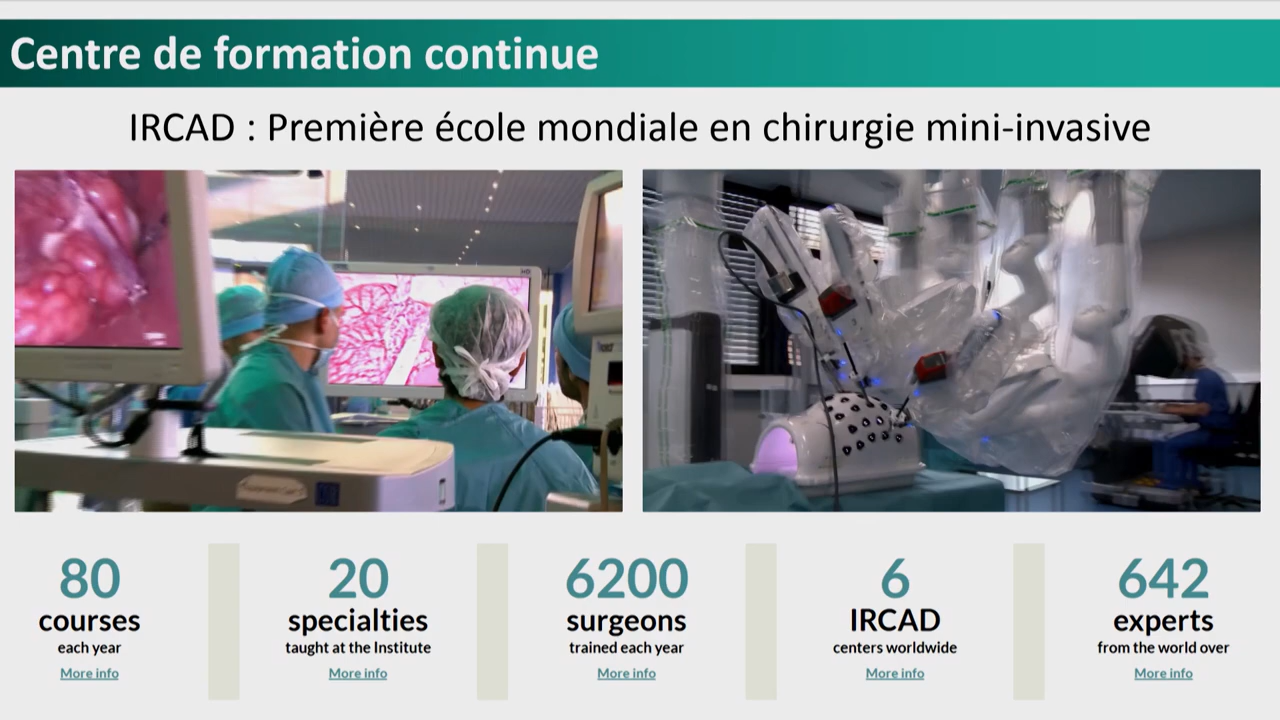 Centre de formation continue
IRCAD : Première école mondiale en chirurgie mini-invasive
80
courses
each year
More info
20
specialties
taught at the Institute
More info
6200
surgeons
trained each year
More info
6
IRCAD
centers worldwide
More info
642
experts
from the world over
More info